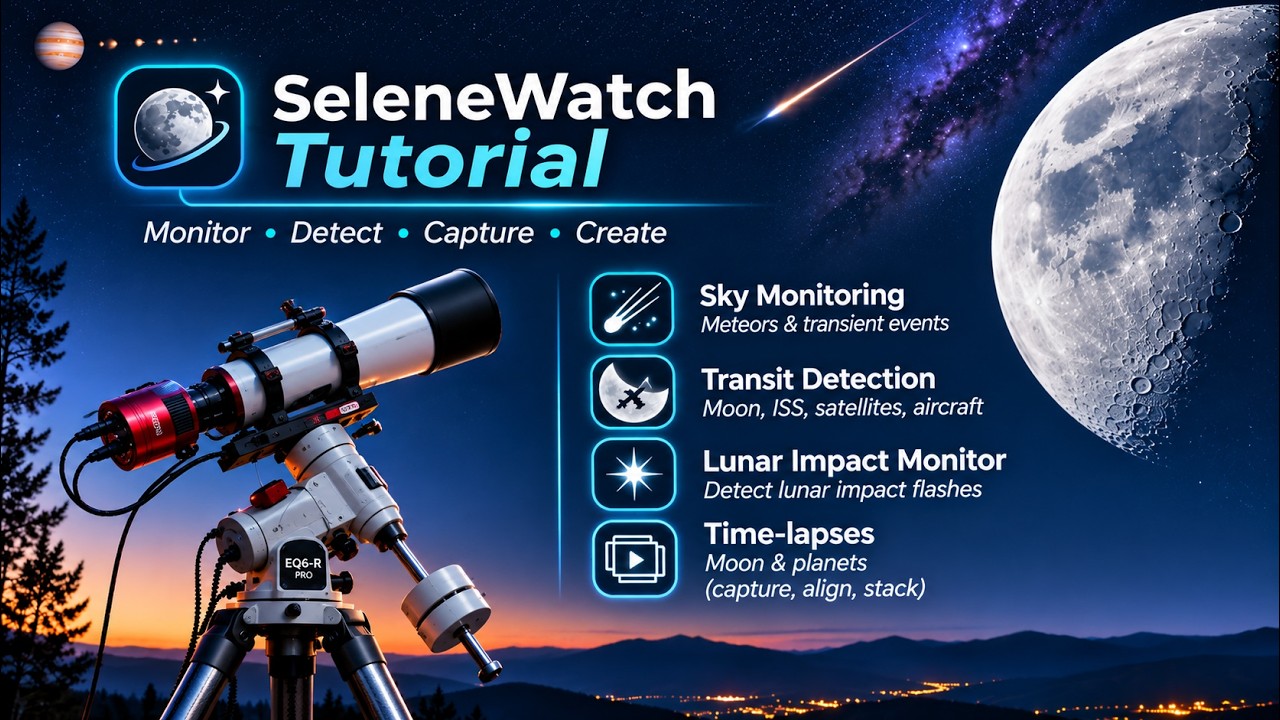 SeleneWatch
Tutorial
Monitor • Detect • Capture • Create
Sky Monitoring
Meteors & transient events
Transit Detection
Moon, ISS, satellites, aircraft
Lunar Impact Monitor
Detect lunar impact flashes
Time-lapses
Moon & planets
(capture, align, stack)
EQ6-R
PRO